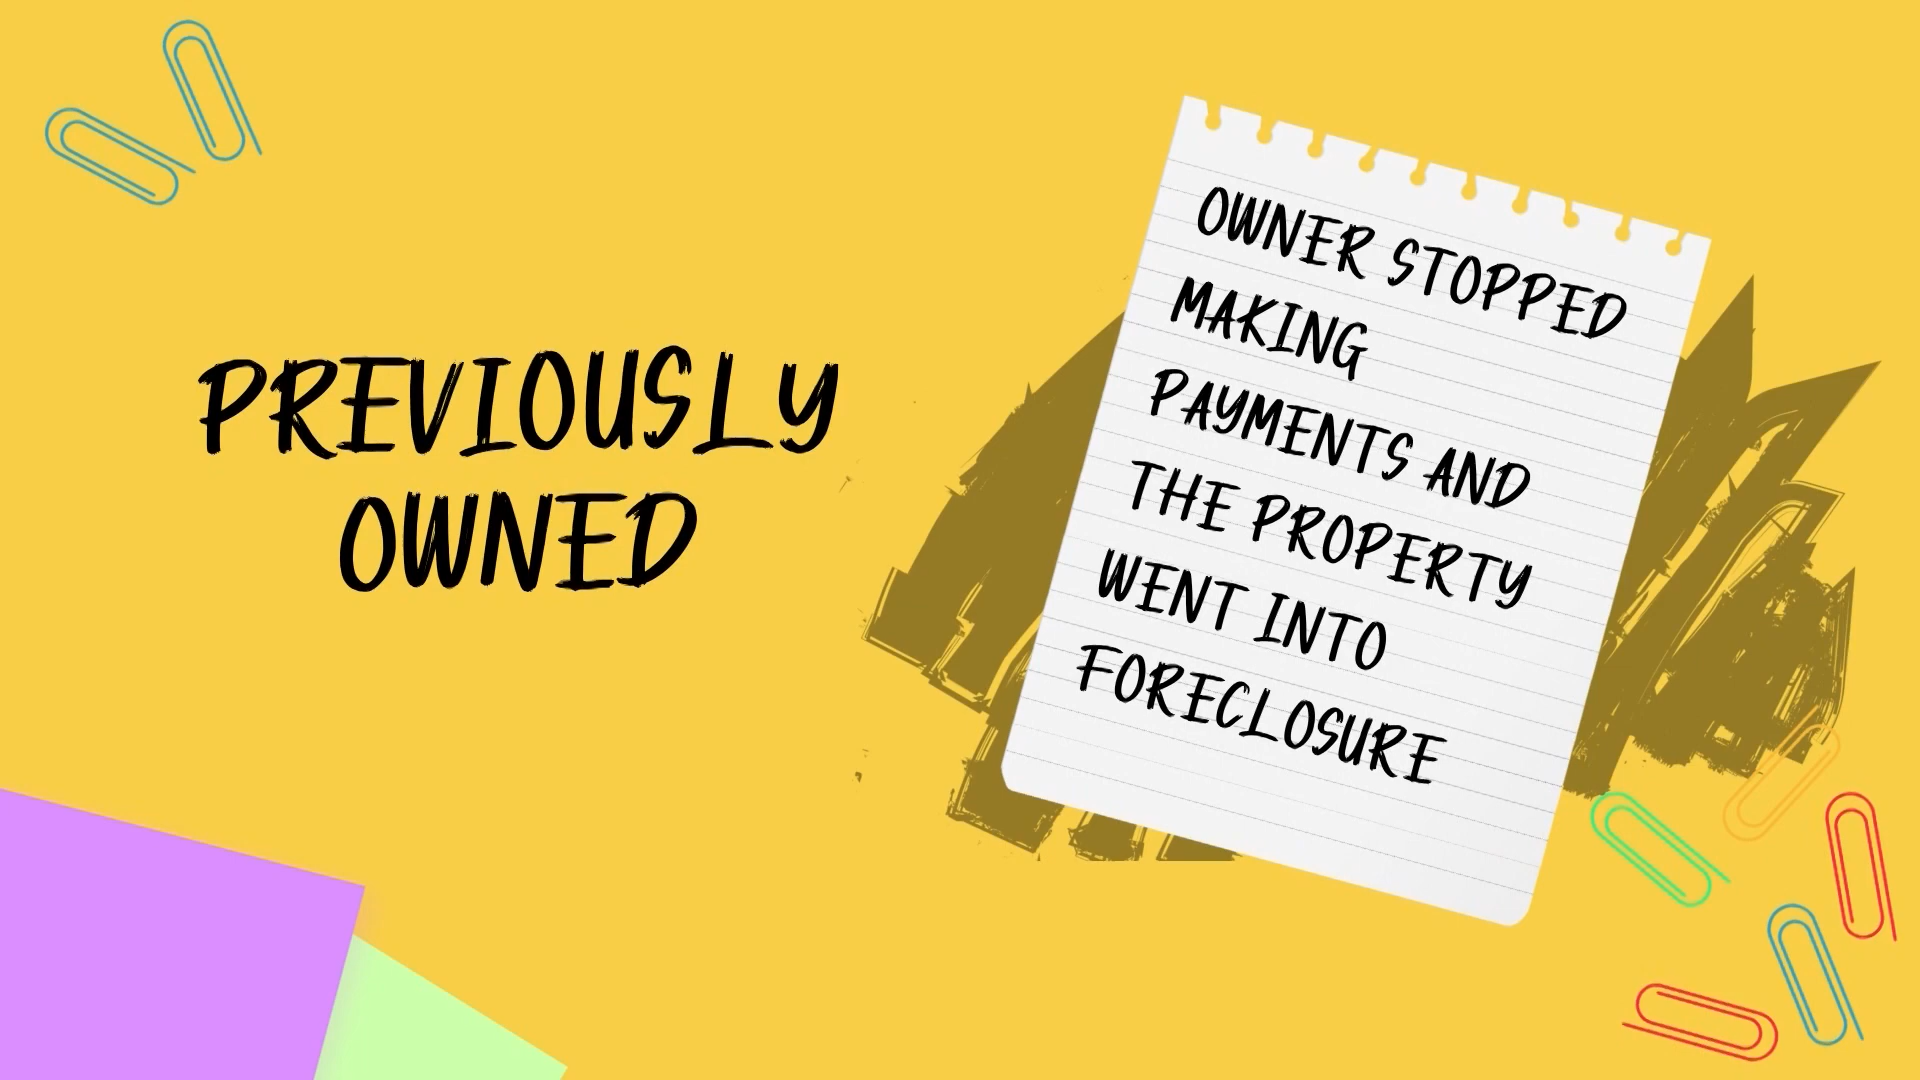 PREVIOUSLY
OWNED
OWNER STOPPED
MAKING
PAYMENTS AND
THE PROPERTY
WENT INTO
FORECLOSURE